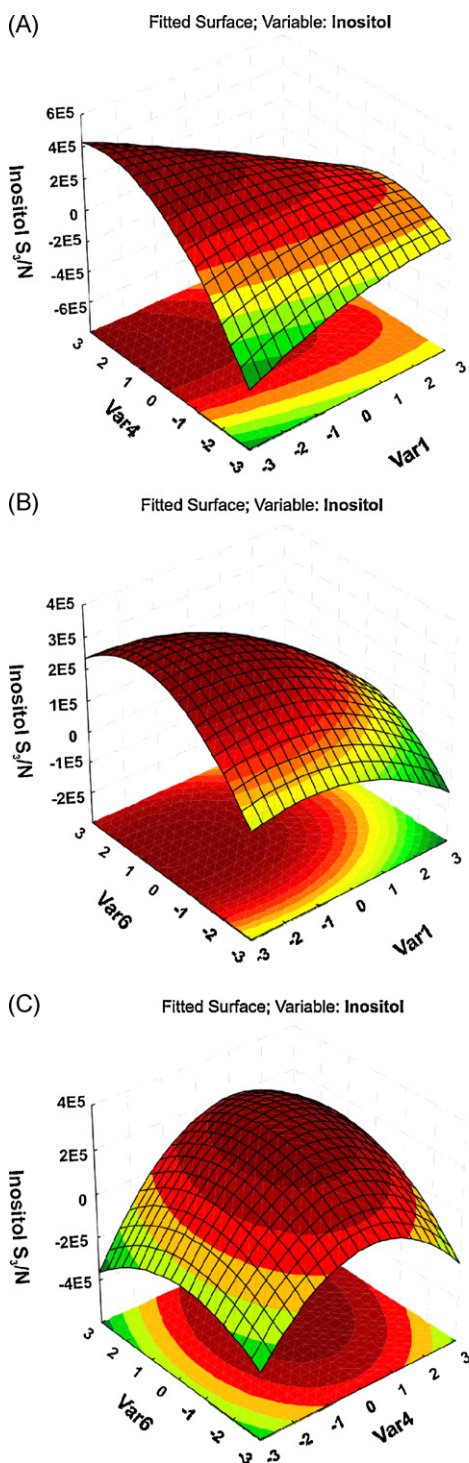 (A)
Fitted Surface; Variable: Inositol
6E5
4E5
2E5
0
-2E5
-4E5
-6E5
Inositol S/N
3
2
1
0
-1
-2
-3
Var4
-3
-2
-1
0
1
2
3
Var1
(B)
Fitted Surface; Variable: Inositol
4E5
3E5
2E5
1E5
0
-1E5
-2E5
Inositol S/N
3
2
1
0
-1
-2
-3
Var6
-3
-2
-1
0
1
2
3
Var1
(C)
Fitted Surface; Variable: Inositol
4E5
2E5
0
-2E5
-4E5
Inositol S/N
3
2
1
0
-1
-2
-3
Var6
-3
-2
-1
0
1
2
3
Var4